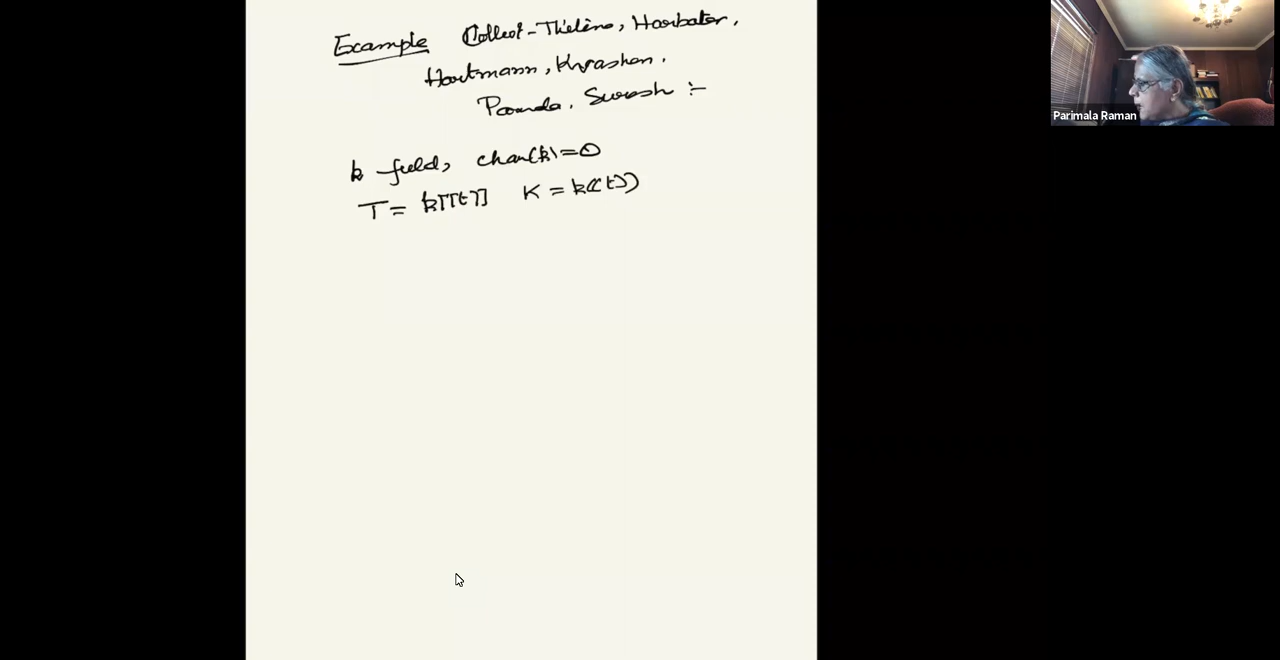 Example Colliot-Thélène, Harbater,
Hartmann, Krashen,
Parimala, Suresh :-
k field, char(k)=0
T = k[[t]] K = k((t))
Parimala Raman